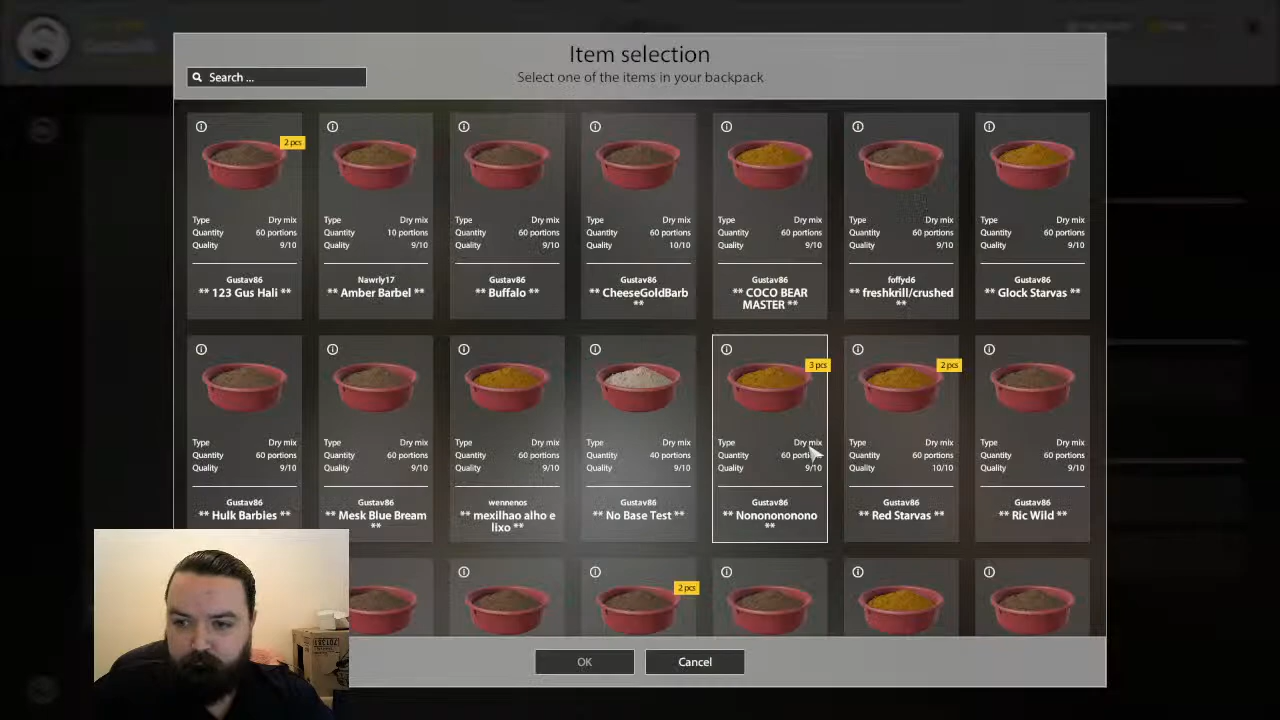 Item selection
Search ...
Select one of the items in your backpack
2 pcs
Type Dry mix
Quantity 60 portions
Quality 9/10
Gustav86
** 123 Gus Hali **
Type Dry mix
Quantity 10 portions
Quality 9/10
Nawrly17
** Amber Barbel **
Type Dry mix
Quantity 60 portions
Quality 9/10
Gustav86
** Buffalo **
Type Dry mix
Quantity 60 portions
Quality 10/10
Gustav86
** CheeseGoldBarb
**
Type Dry mix
Quantity 60 portions
Quality 9/10
Gustav86
** COCO BEAR
MASTER **
Type Dry mix
Quantity 60 portions
Quality 9/10
foffyd6
** freshkrill/crushed
**
Type Dry mix
Quantity 60 portions
Quality 9/10
Gustav86
** Glock Starvas **
Type Dry mix
Quantity 60 portions
Quality 9/10
Gustav86
** Hulk Barbies **
Type Dry mix
Quantity 60 portions
Quality 9/10
Gustav86
** Mesk Blue Bream
**
Type Dry mix
Quantity 60 portions
Quality 9/10
wennenos
** mexilhao alho e
lixo **
Type Dry mix
Quantity 40 portions
Quality 9/10
Gustav86
** No Base Test **
3 pcs
Type Dry mix
Quantity 60
Quality 9/10
Gustav86
** Nonononononono
**
2 pcs
Type Dry mix
Quantity 60 portions
Quality 10/10
Gustav86
** Red Starvas **
Type Dry mix
Quantity 60 portions
Quality 9/10
Gustav86
** Ric Wild **
2 pcs
OK
Cancel